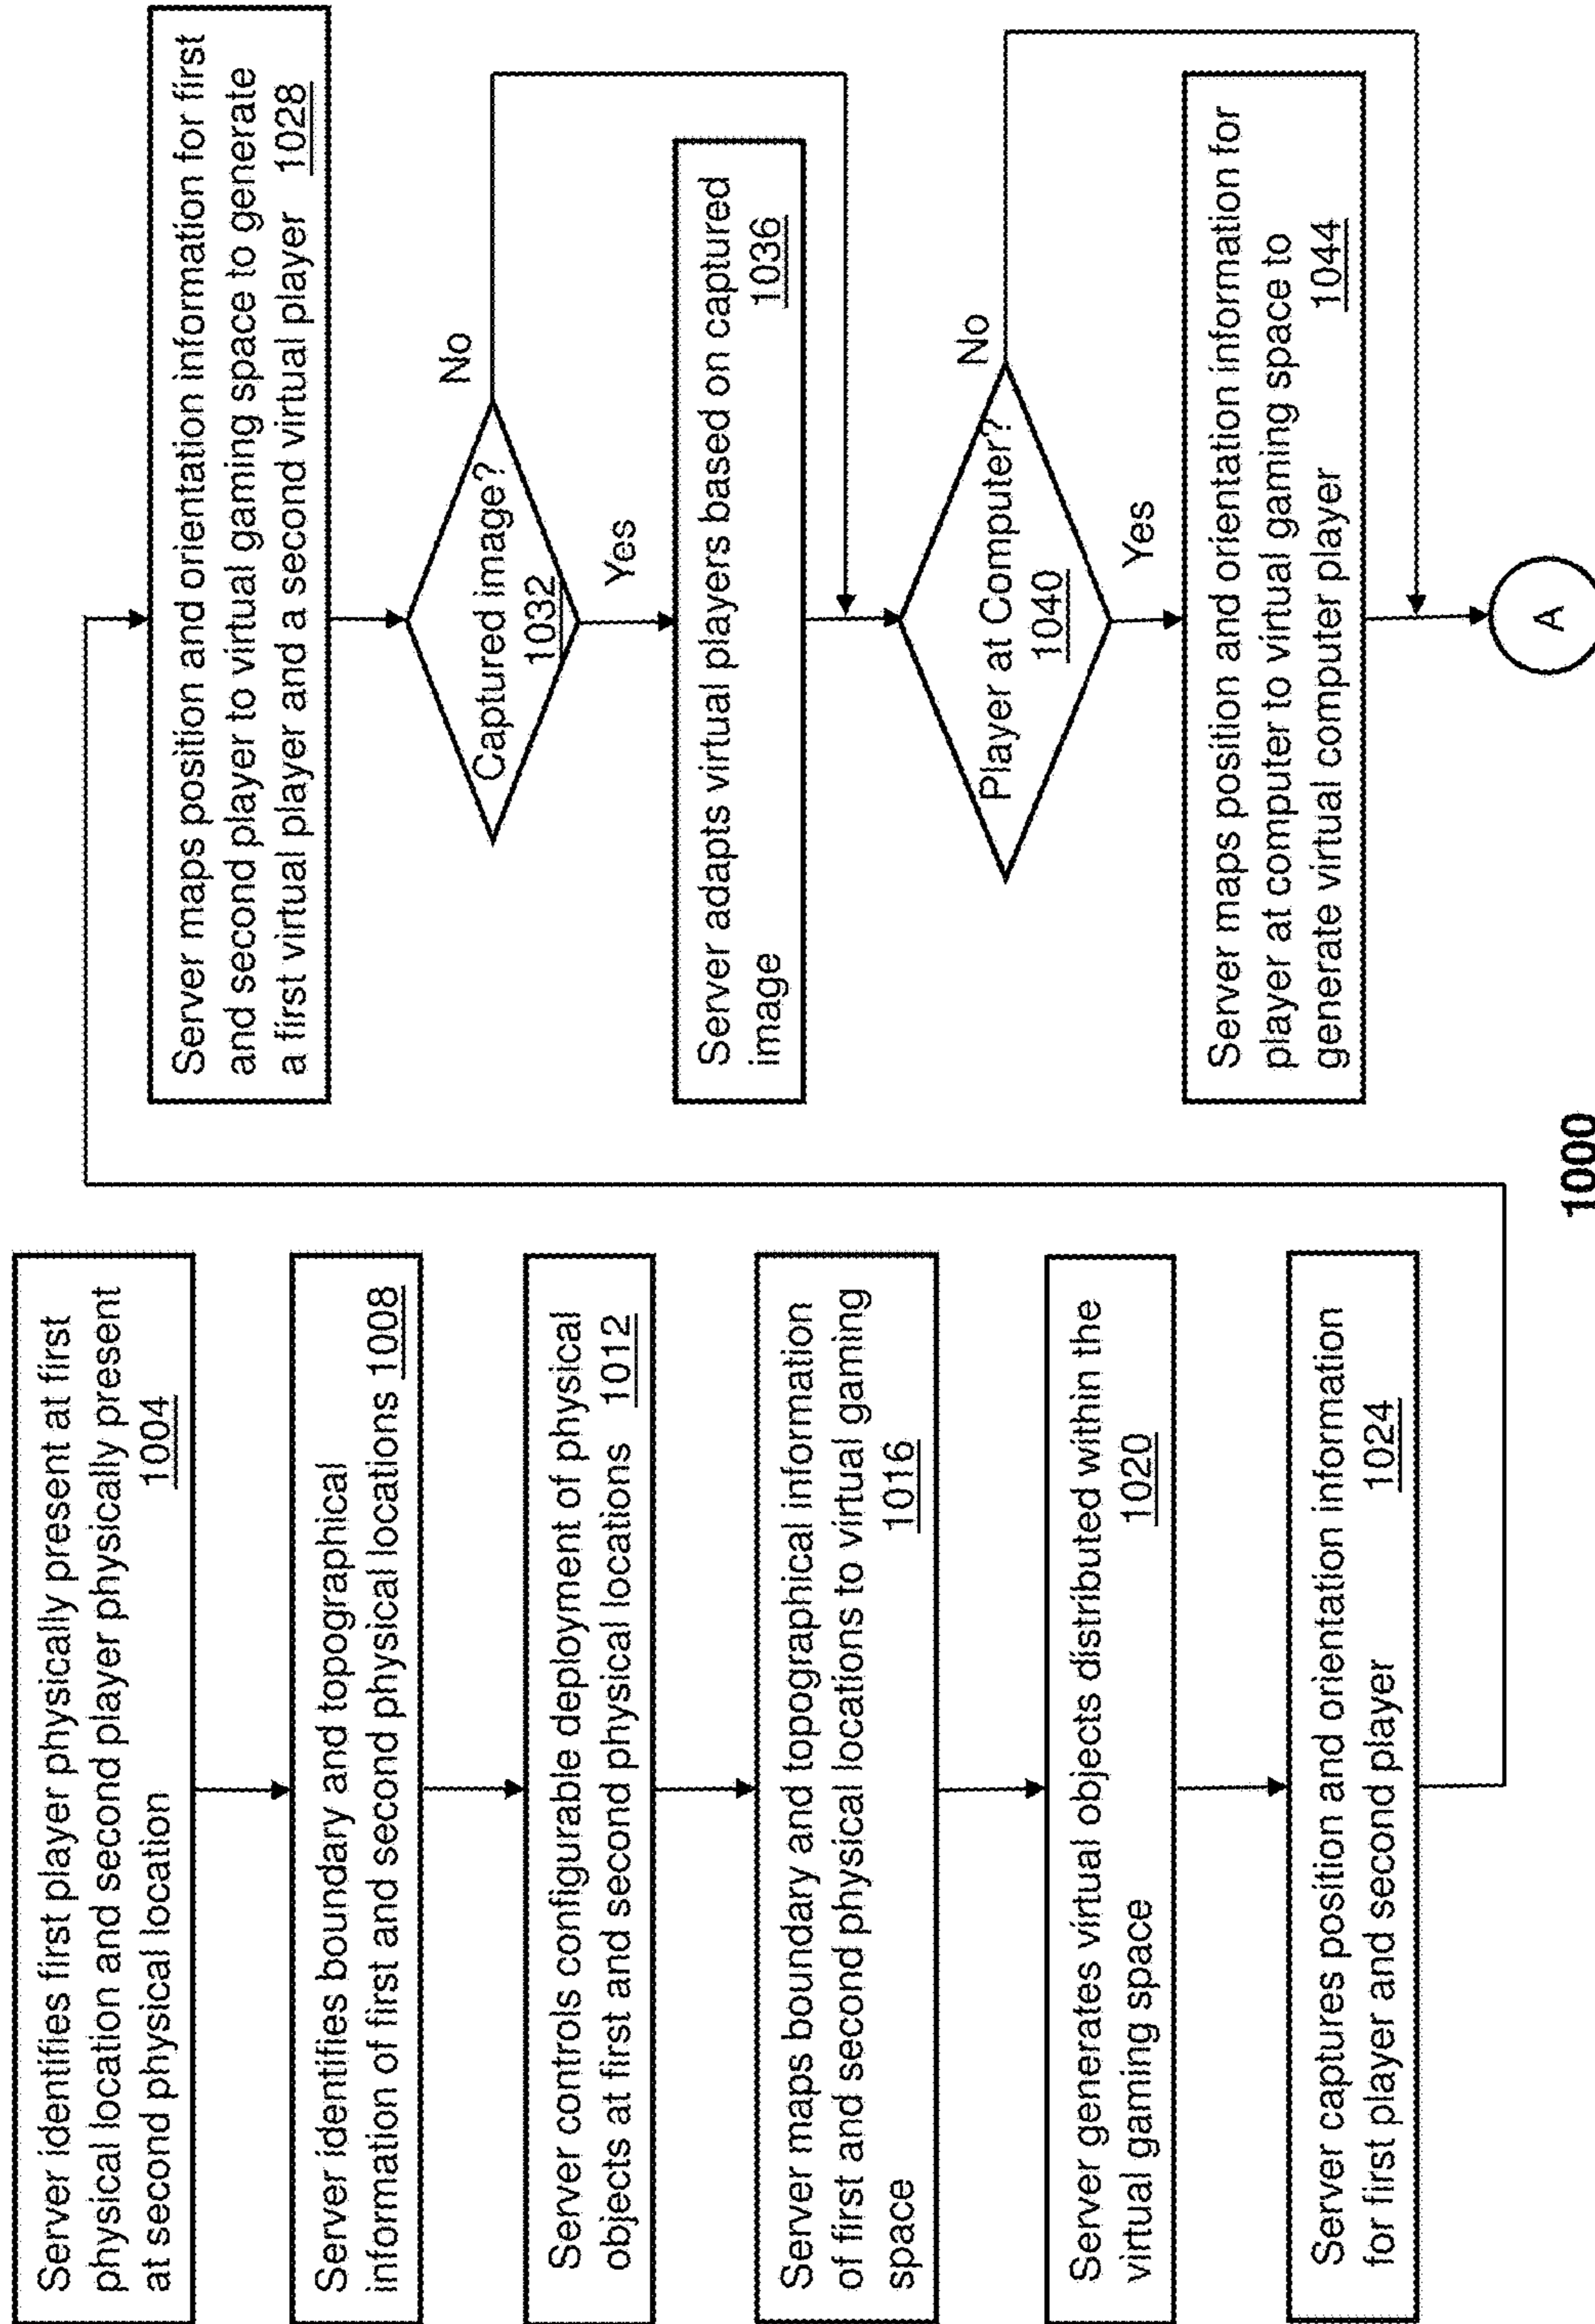 Server identifies first player physically present at first
physical location and second player physically present
at second physical location
1004
Server identifies boundary and topographical
information of first and second physical locations 1008
Server controls configurable deployment of physical
objects at first and second physical locations 1012
Server maps boundary and topographical information
of first and second physical locations to virtual gaming
space
1016
Server generates virtual objects distributed within the
virtual gaming space
1020
Server captures position and orientation information
for first player and second player
1024
Server maps position and orientation information for first
and second player to virtual gaming space to generate
a first virtual player and a second virtual player 1028
Captured image?
1032
No
Yes
Server adapts virtual players based on captured
image
1036
Player at Computer?
1040
No
Yes
Server maps position and orientation information for
player at computer to virtual gaming space to
generate virtual computer player
1044
A
1000